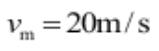 vₘ = 20m/s